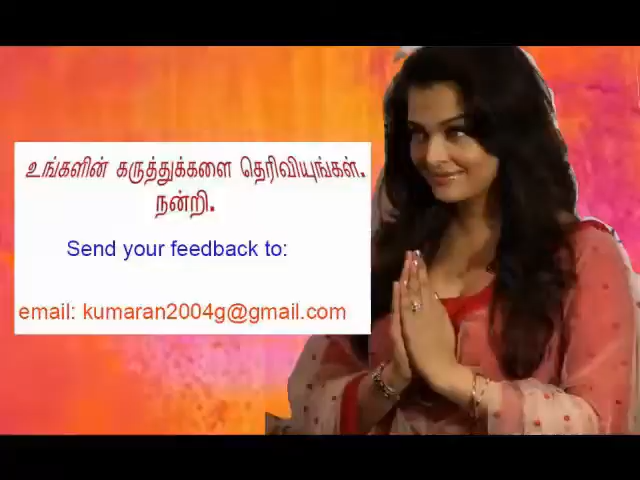 உங்களின் கருத்துக்களை தெரிவியுங்கள்.
நன்றி.
Send your feedback to:
email: kumaran2004g@gmail.com